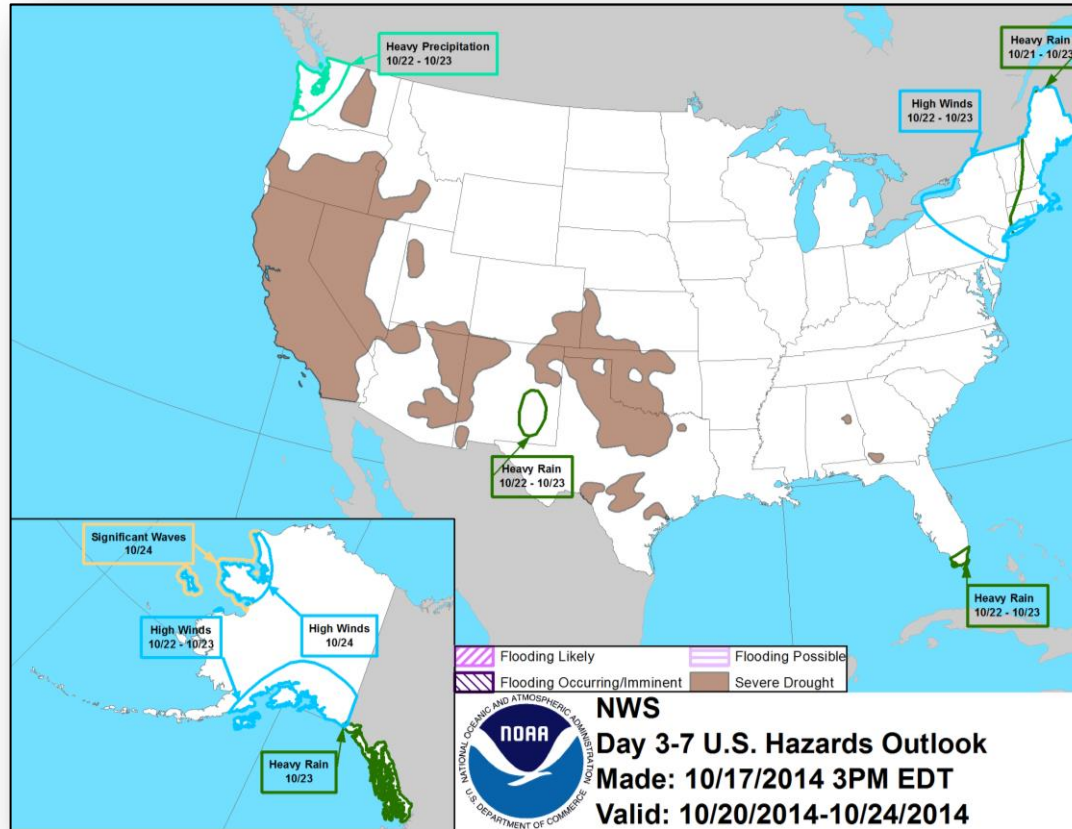 Heavy Precipitation
10/22 - 10/23
Heavy Rain
10/21 - 10/23
High Winds
10/22 - 10/23
Heavy Rain
10/22 - 10/23
Heavy Rain
10/22 - 10/23
Significant Waves
10/24
High Winds
10/22 - 10/23
High Winds
10/24
Heavy Rain
10/23
Flooding Likely
Flooding Possible
Flooding Occurring/Imminent
Severe Drought
NATIONAL OCEANIC AND ATMOSPHERIC ADMINISTRATION
NOAA
U.S. DEPARTMENT OF COMMERCE
NWS
Day 3-7 U.S. Hazards Outlook
Made: 10/17/2014 3PM EDT
Valid: 10/20/2014-10/24/2014